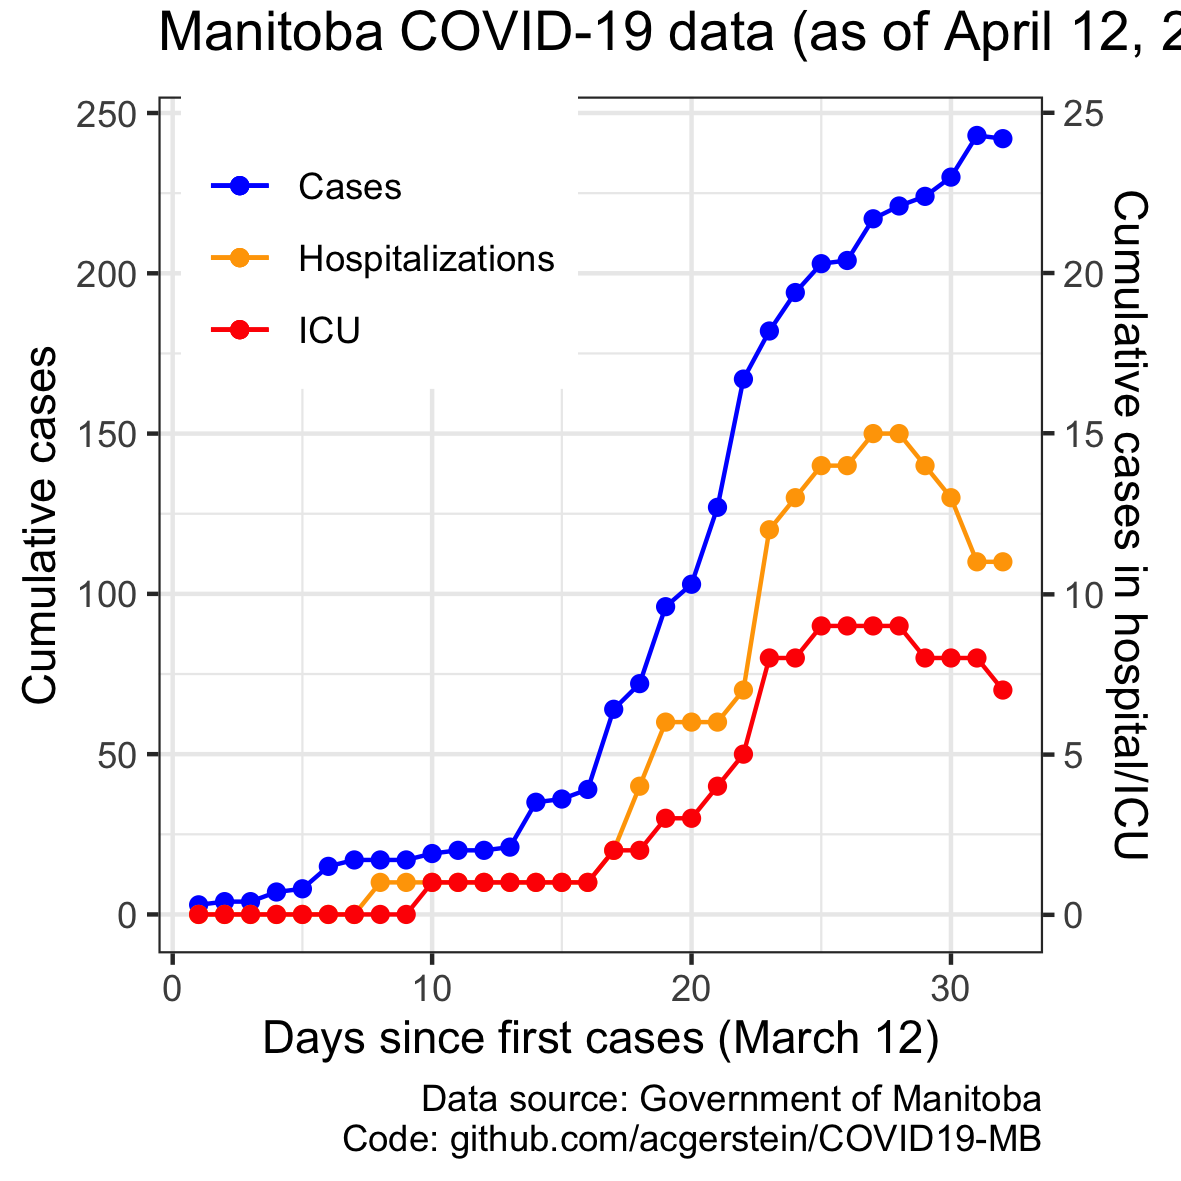 Manitoba COVID-19 data (as of April 12, 2
250
200
150
100
50
0
Cumulative cases
Cases
Hospitalizations
ICU
25
20
15
10
5
0
Cumulative cases in hospital/ICU
0 10 20 30
Days since first cases (March 12)
Data source: Government of Manitoba
Code: github.com/acgerstein/COVID19-MB